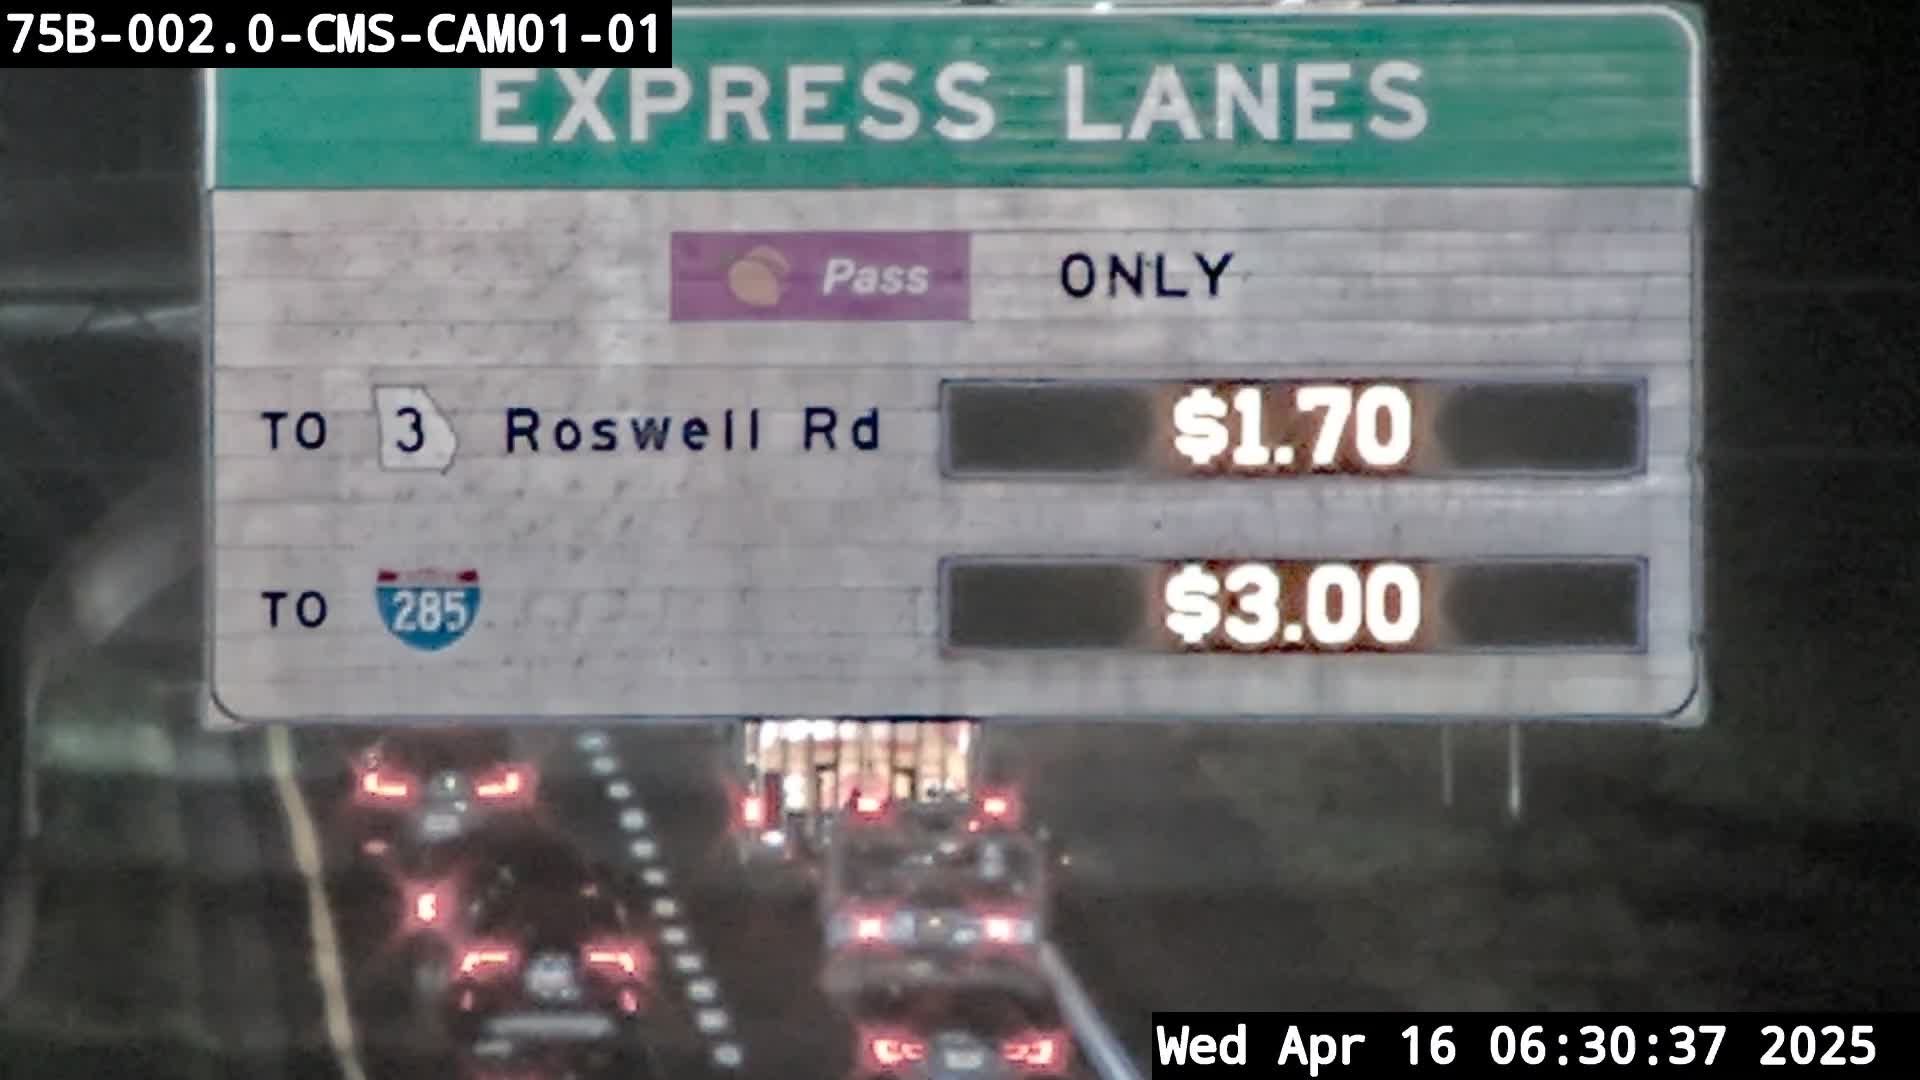 75B-002.0-CMS-CAM01-01
EXPRESS LANES
Pass ONLY
TO 3 Roswell Rd $1.70
TO 285 $3.00
Wed Apr 16 06:30:37 2025